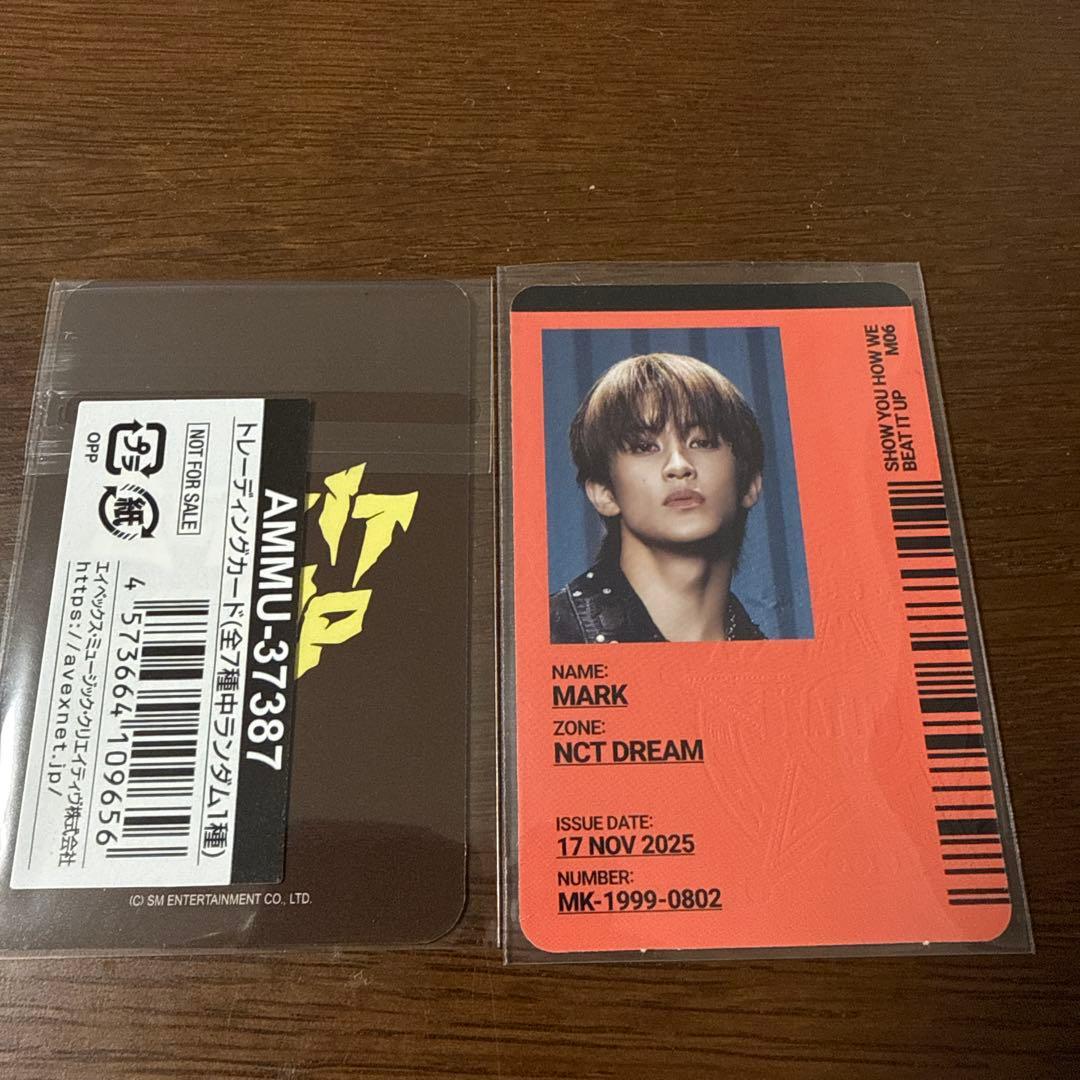 AMMU-37387
トレーディングカード(全7種中ランダム1種)
NOT FOR SALE
プラ
紙
OPP
4 573664 109656
エイベックス・ミュージック・クリエイティヴ株式会社
https://avexnet.jp/
(C) SM ENTERTAINMENT CO., LTD.
SHOW YOU HOW WE
BEAT IT UP
M06
NAME:
MARK
ZONE:
NCT DREAM
ISSUE DATE:
17 NOV 2025
NUMBER:
MK-1999-0802